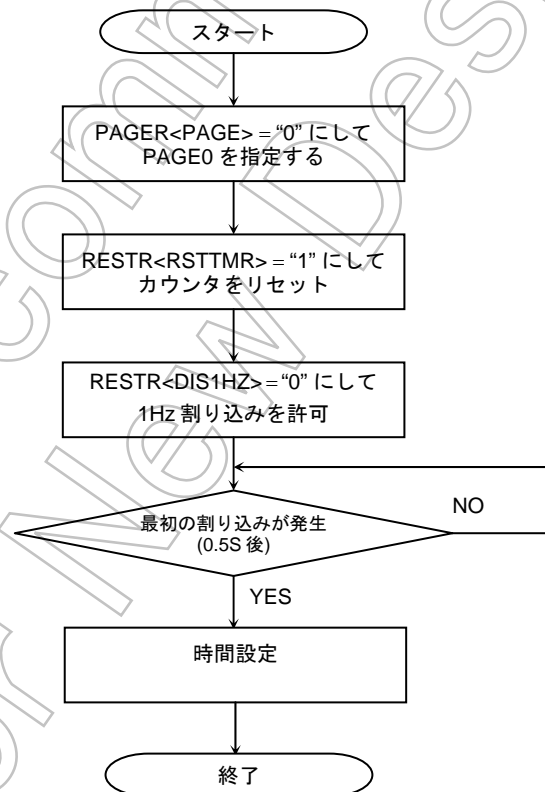 スタート
PAGER<PAGE> = “0” にして
PAGE0 を指定する
RESTR<RSTTMR> = “1” にして
カウンタをリセット
RESTR<DIS1HZ> = “0” にして
1Hz 割り込みを許可
最初の割り込みが発生
(0.5S 後)
NO
YES
時間設定
終了